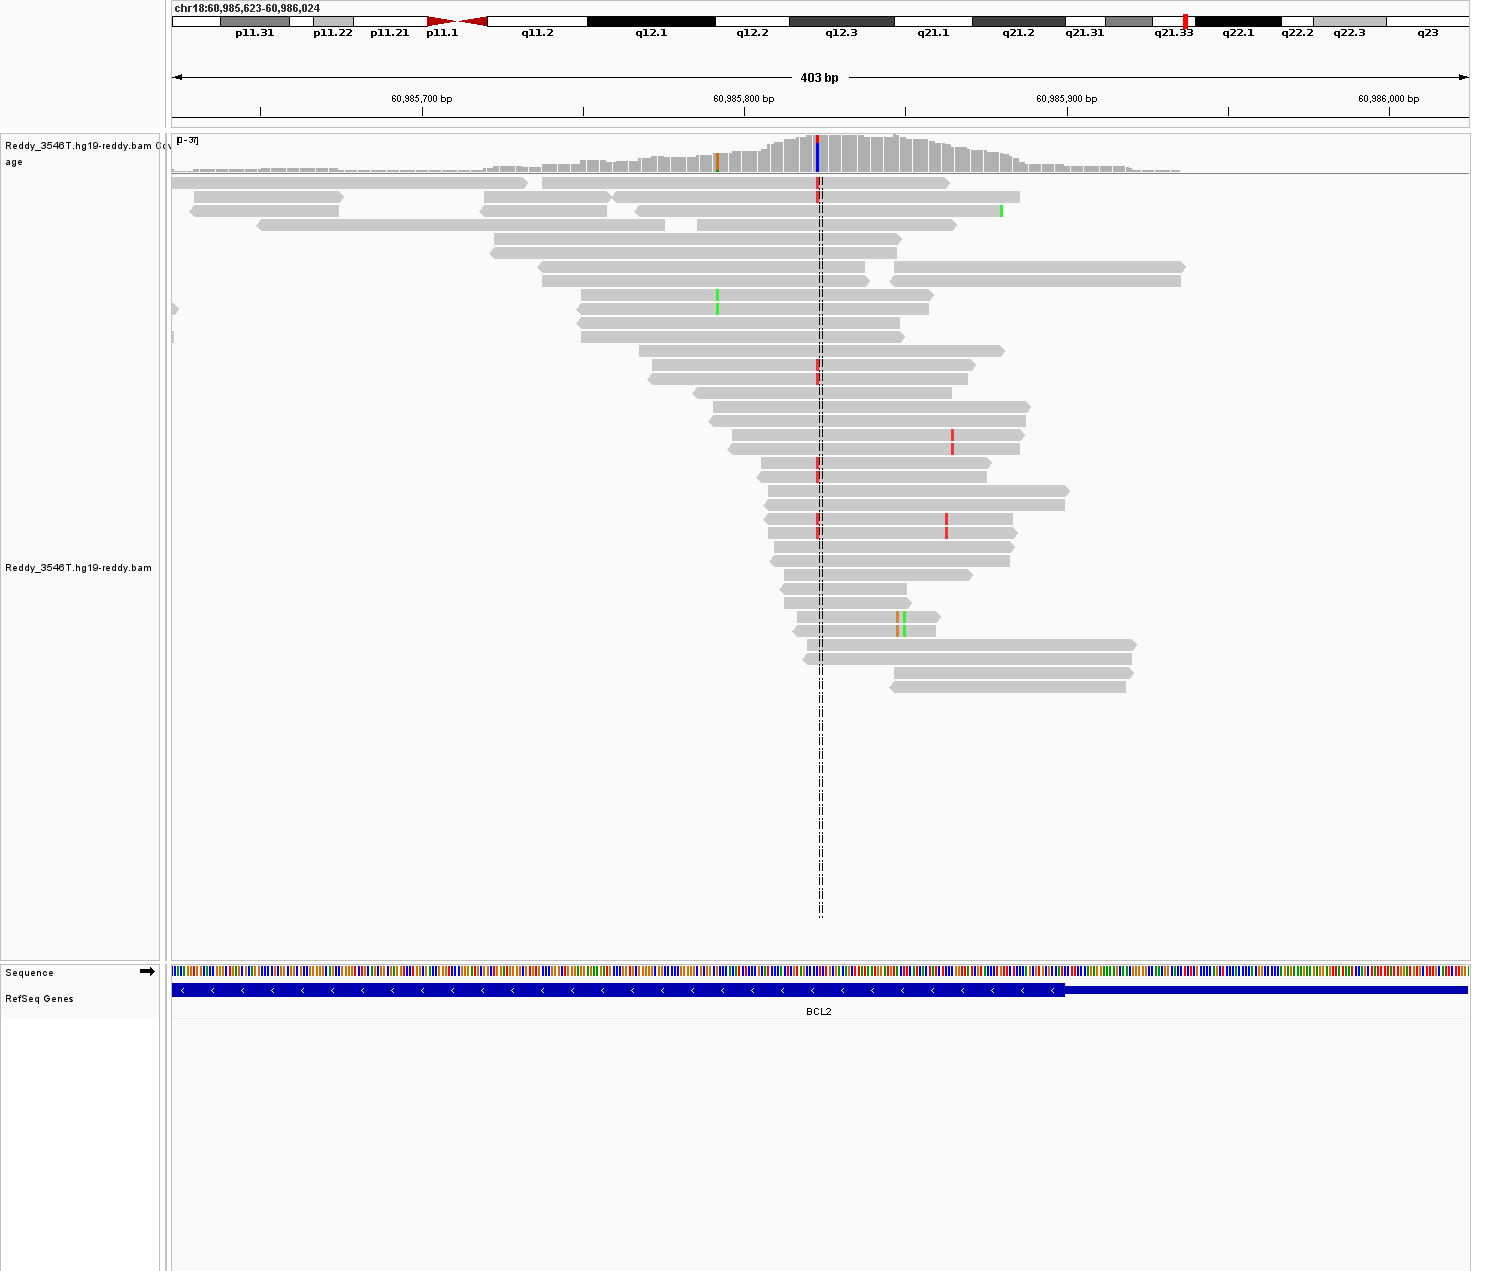 chr18:60,985,623-60,986,024
p11.31 p11.22 p11.21 p11.1 q11.2 q12.1 q12.2 q12.3 q21.1 q21.2 q21.31 q21.33 q22.1 q22.2 q22.3 q23
403 bp
60,985,700 bp 60,985,800 bp 60,985,900 bp 60,986,000 bp
Reddy_3546T.hg19-reddy.bam Cov
age
[0 - 37]
Reddy_3546T.hg19-reddy.bam
Sequence
RefSeq Genes
BCL2